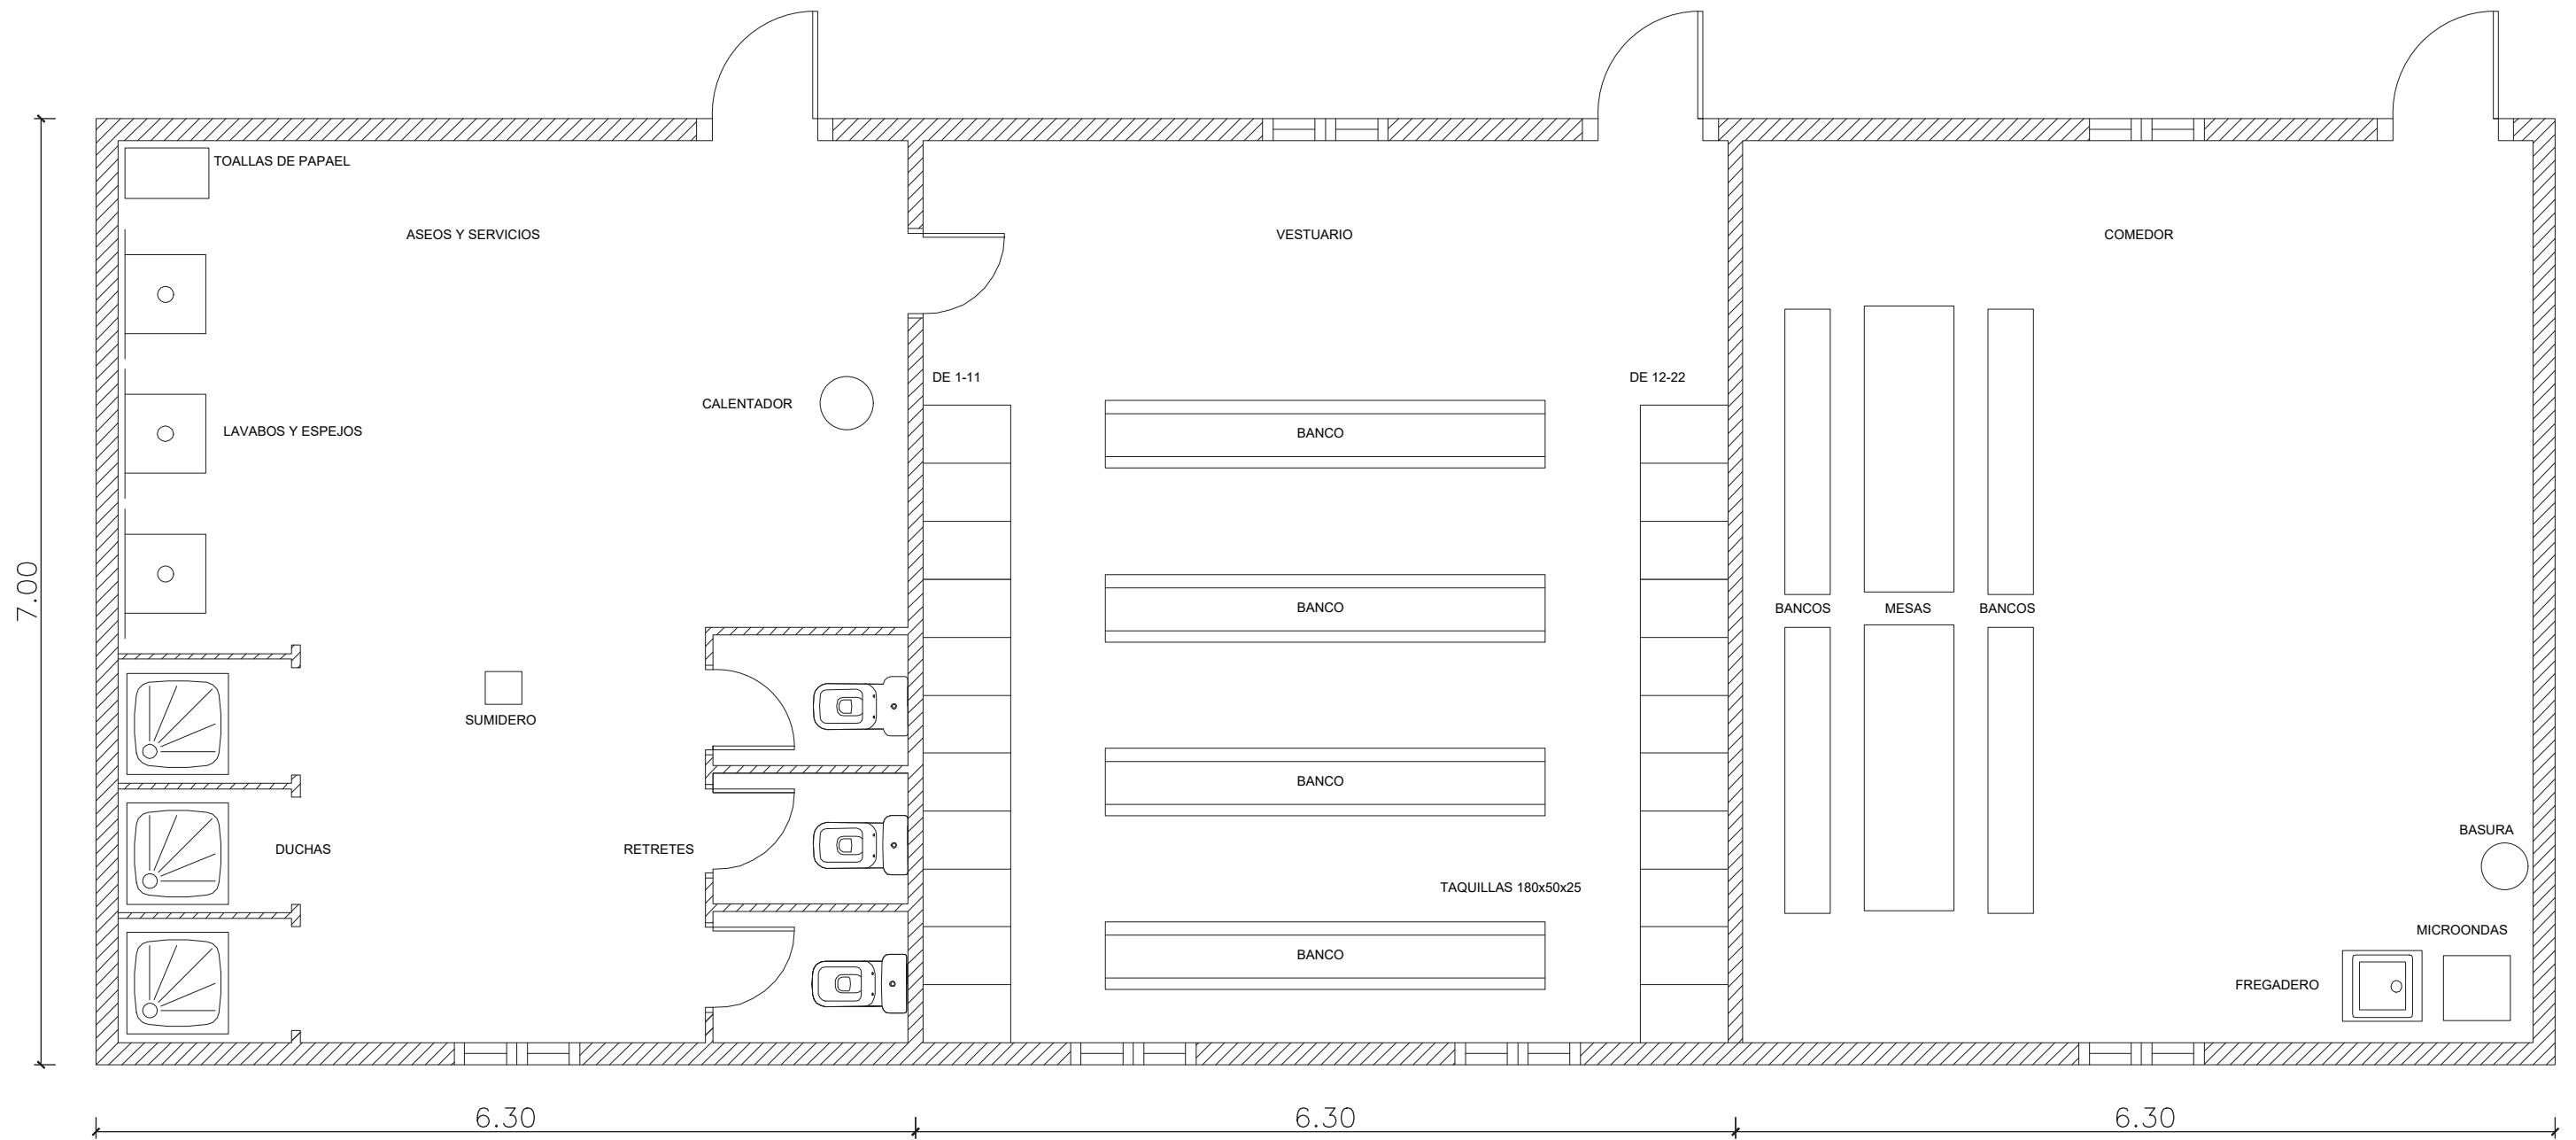 TOALLAS DE PAPAEL
ASEOS Y SERVICIOS
VESTUARIO
COMEDOR
DE 1-11
DE 12-22
CALENTADOR
LAVABOS Y ESPEJOS
BANCO
7.00
BANCO
BANCOS
MESAS
BANCOS
SUMIDERO
BANCO
BASURA
DUCHAS
RETRETES
TAQUILLAS 180x50x25
MICROONDAS
BANCO
FREGADERO
6.30
6.30
6.30